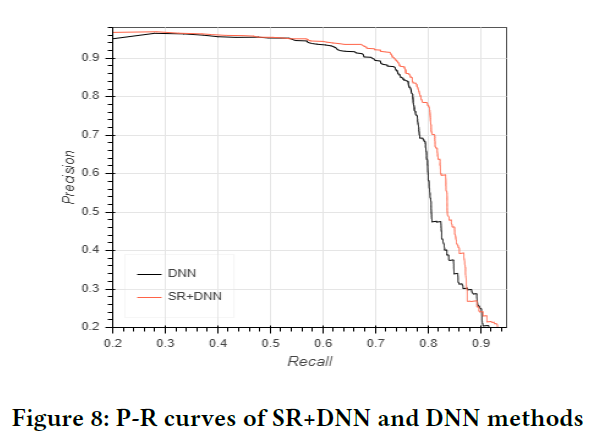 0.9
0.8
0.7
0.6
0.5
0.4
0.3
0.2
Precision
DNN
SR+DNN
0.2 0.3 0.4 0.5 0.6 0.7 0.8 0.9
Recall
Figure 8: P-R curves of SR+DNN and DNN methods